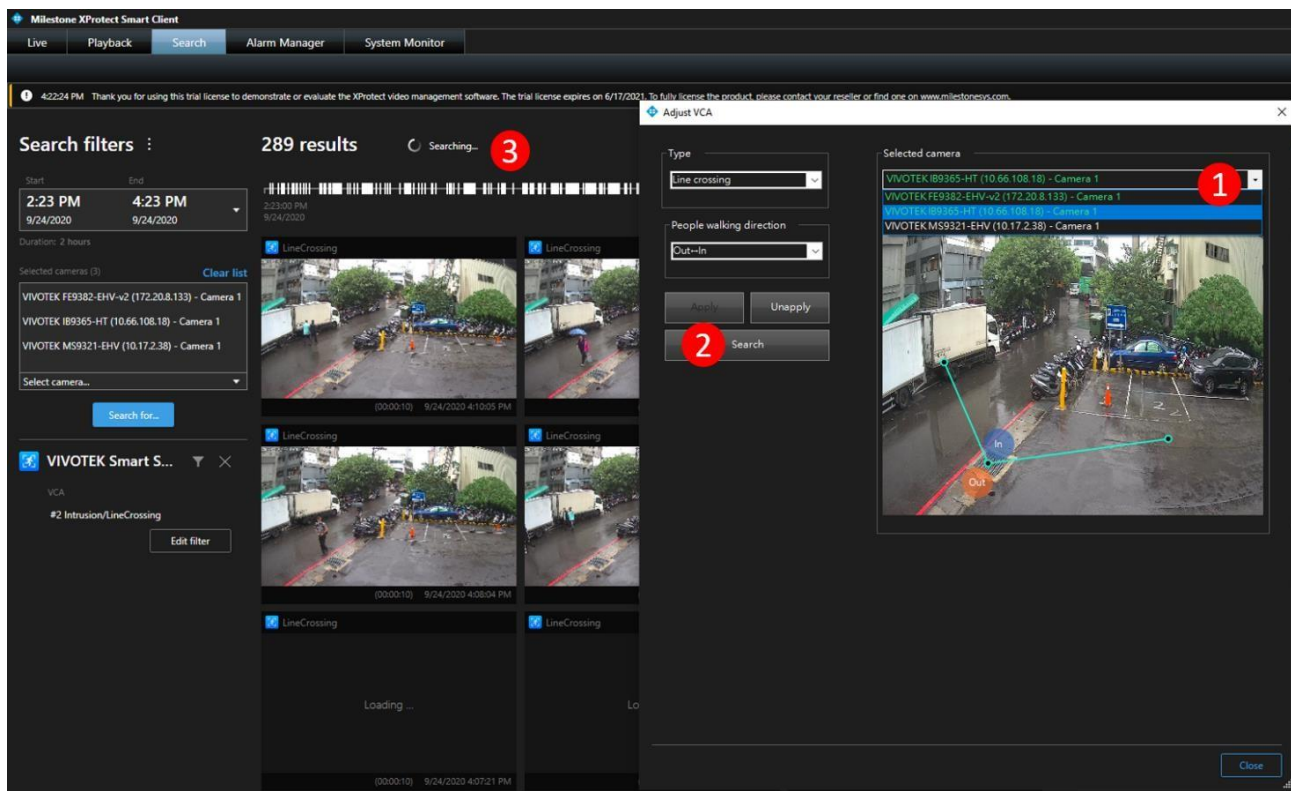 Milestone XProtect Smart Client
Live Playback Search Alarm Manager System Monitor
4:22:24 PM Thank you for using this trial license to demonstrate or evaluate the XProtect video management software. The trial license expires on 6/17/2021. To fully license the product, please contact your reseller or find one on www.milestonesys.com.
Search filters
Start End
2:23 PM 4:23 PM
9/24/2020 9/24/2020
Duration: 2 hours
Selected cameras (3) Clear list
VIVOTEK FE9382-EHV-v2 (172.20.8.133) - Camera 1
VIVOTEK IB9365-HT (10.66.108.18) - Camera 1
VIVOTEK MS9321-EHV (10.17.2.38) - Camera 1
Select camera...
Search for...
VIVOTEK Smart S...
VCA
#2 Intrusion/LineCrossing
Edit filter
289 results Searching... 3
2:23:00 PM
9/24/2020
LineCrossing LineCrossing
(00:00:10) 9/24/2020 4:10:05 PM
LineCrossing LineCrossing
(00:00:10) 9/24/2020 4:08:04 PM
LineCrossing LineCrossing
Loading ... Lo
(00:00:10) 9/24/2020 4:07:21 PM
Adjust VCA
Type
Line crossing
People walking direction
Out--In
Apply Unapply
2 Search
Selected camera
VIVOTEK IB9365-HT (10.66.108.18) - Camera 1 1
VIVOTEK FE9382-EHV-v2 (172.20.8.133) - Camera 1
VIVOTEK IB9365-HT (10.66.108.18) - Camera 1
VIVOTEK MS9321-EHV (10.17.2.38) - Camera 1
In
Out
Close